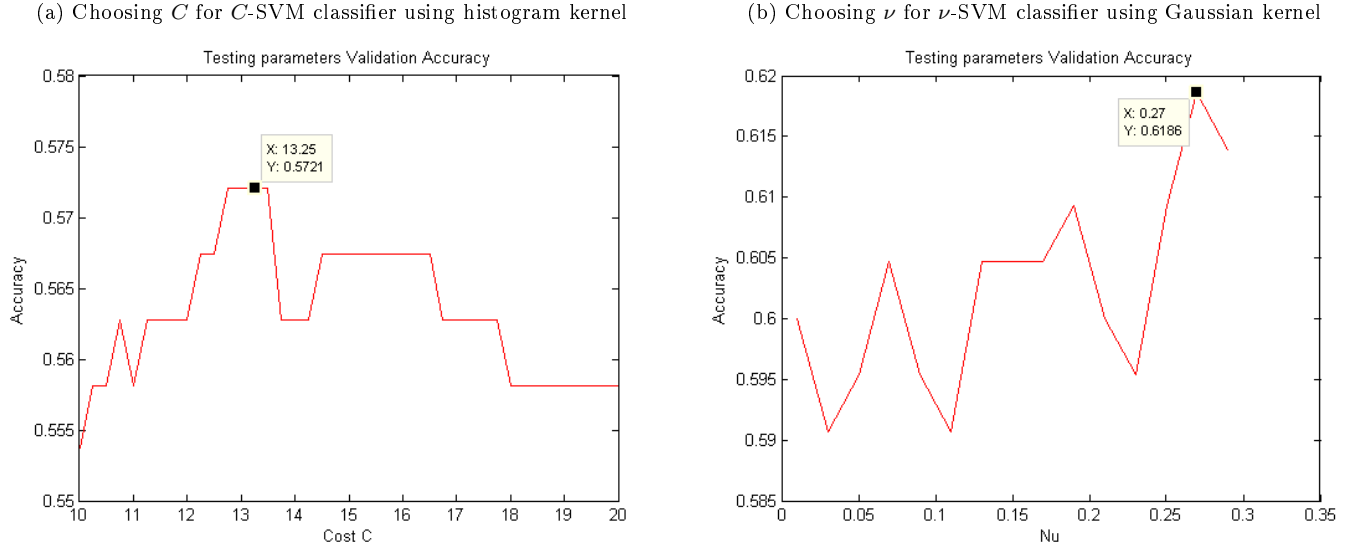 (a) Choosing C for C-SVM classifier using histogram kernel
Testing parameters Validation Accuracy
0.58
0.575
0.57
0.565
0.56
0.555
0.55
Accuracy
X: 13.25
Y: 0.5721
10 11 12 13 14 15 16 17 18 19 20
Cost C
(b) Choosing ν for ν-SVM classifier using Gaussian kernel
Testing parameters Validation Accuracy
0.62
0.615
0.61
0.605
0.6
0.595
0.59
0.585
Accuracy
X: 0.27
Y: 0.6186
0 0.05 0.1 0.15 0.2 0.25 0.3 0.35
Nu